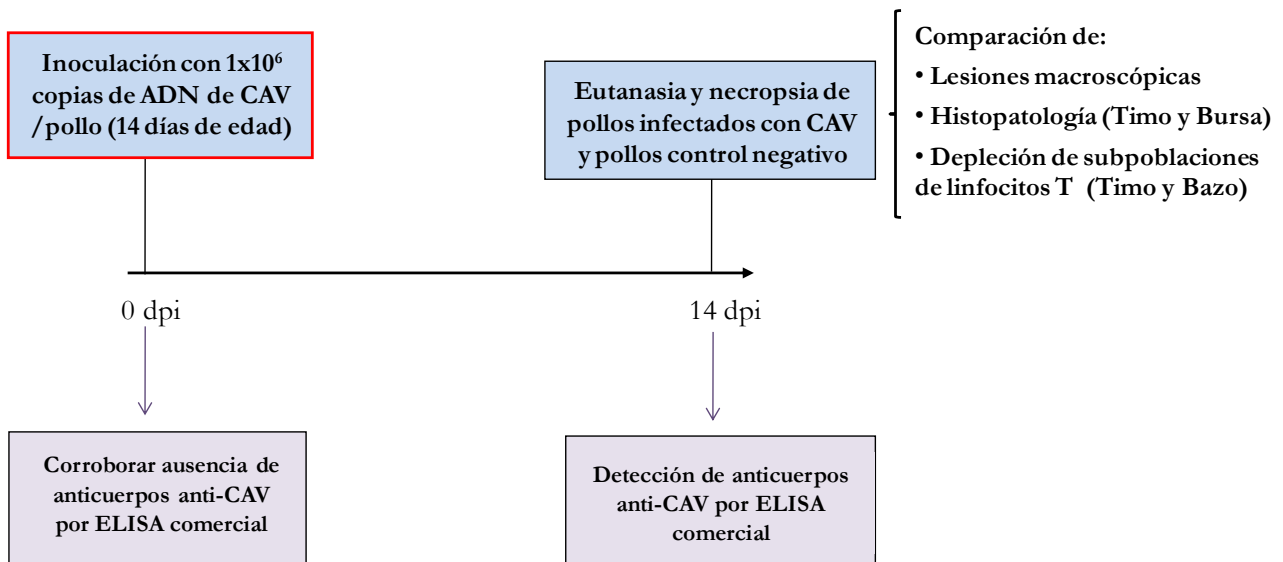 Inoculación con 1x10⁶
copias de ADN de CAV
/pollo (14 días de edad)
Eutanasia y necropsia de
pollos infectados con CAV
y pollos control negativo
Comparación de:
• Lesiones macroscópicas
• Histopatología (Timo y Bursa)
• Depleción de subpoblaciones
de linfocitos T (Timo y Bazo)
0 dpi
14 dpi
Corroborar ausencia de
anticuerpos anti-CAV
por ELISA comercial
Detección de anticuerpos
anti-CAV por ELISA
comercial